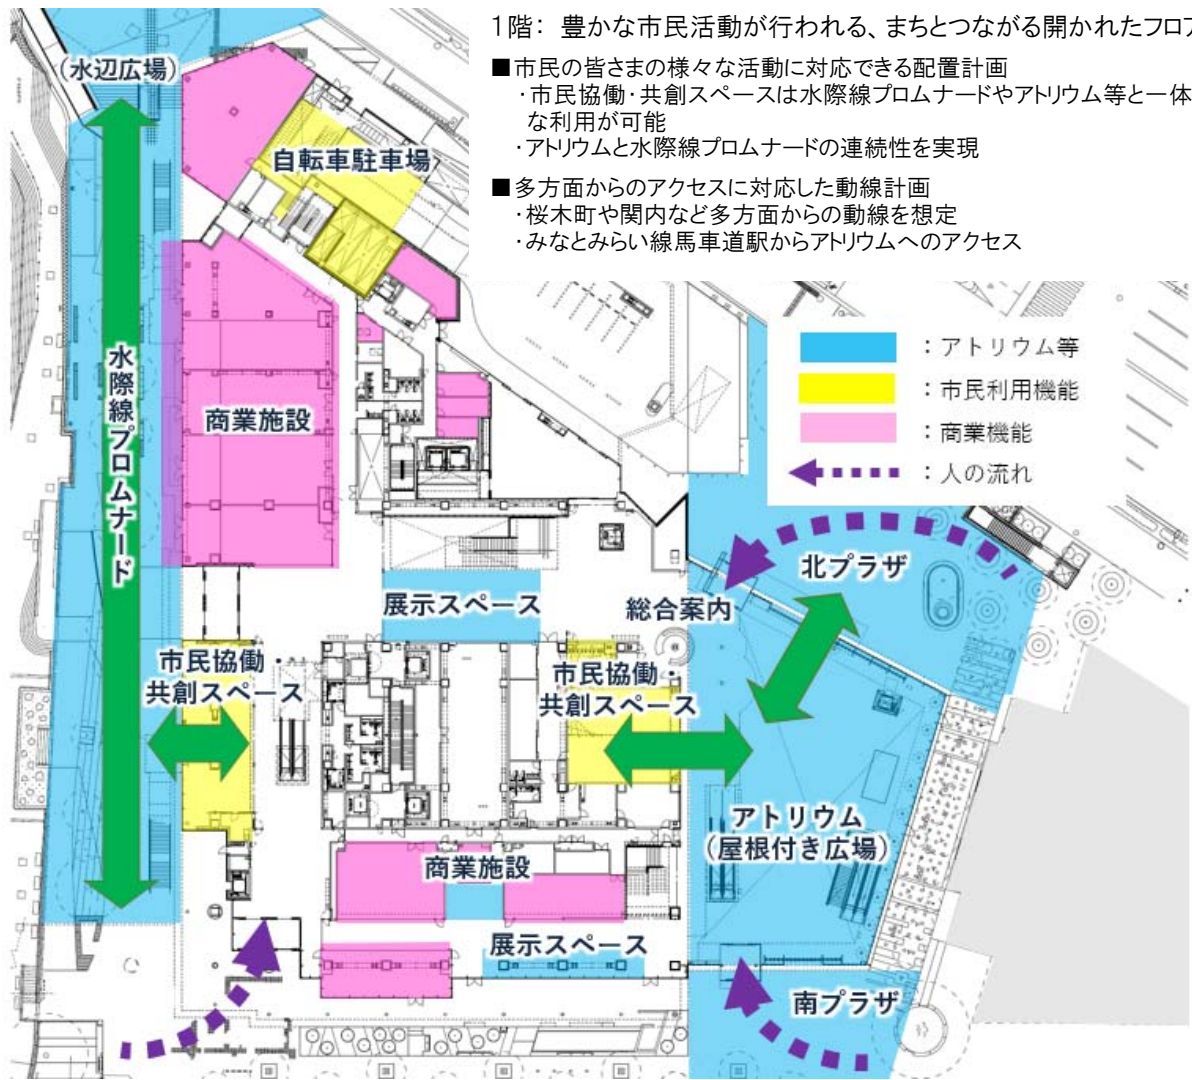 1階： 豊かな市民活動が行われる、まちとつながる開かれたフロア
■市民の皆さまの様々な活動に対応できる配置計画
・市民協働・共創スペースは水際線プロムナードやアトリウム等と一体
な利用が可能
・アトリウムと水際線プロムナードの連続性を実現
■多方面からのアクセスに対応した動線計画
・桜木町や関内など多方面からの動線を想定
・みなとみらい線馬車道駅からアトリウムへのアクセス
：アトリウム等
：市民利用機能
：商業機能
：人の流れ
（水辺広場）
自転車駐車場
水際線プロムナード
商業施設
北プラザ
展示スペース
総合案内
市民協働・
共創スペース
市民協働・
共創スペース
アトリウム
（屋根付き広場）
商業施設
展示スペース
南プラザ